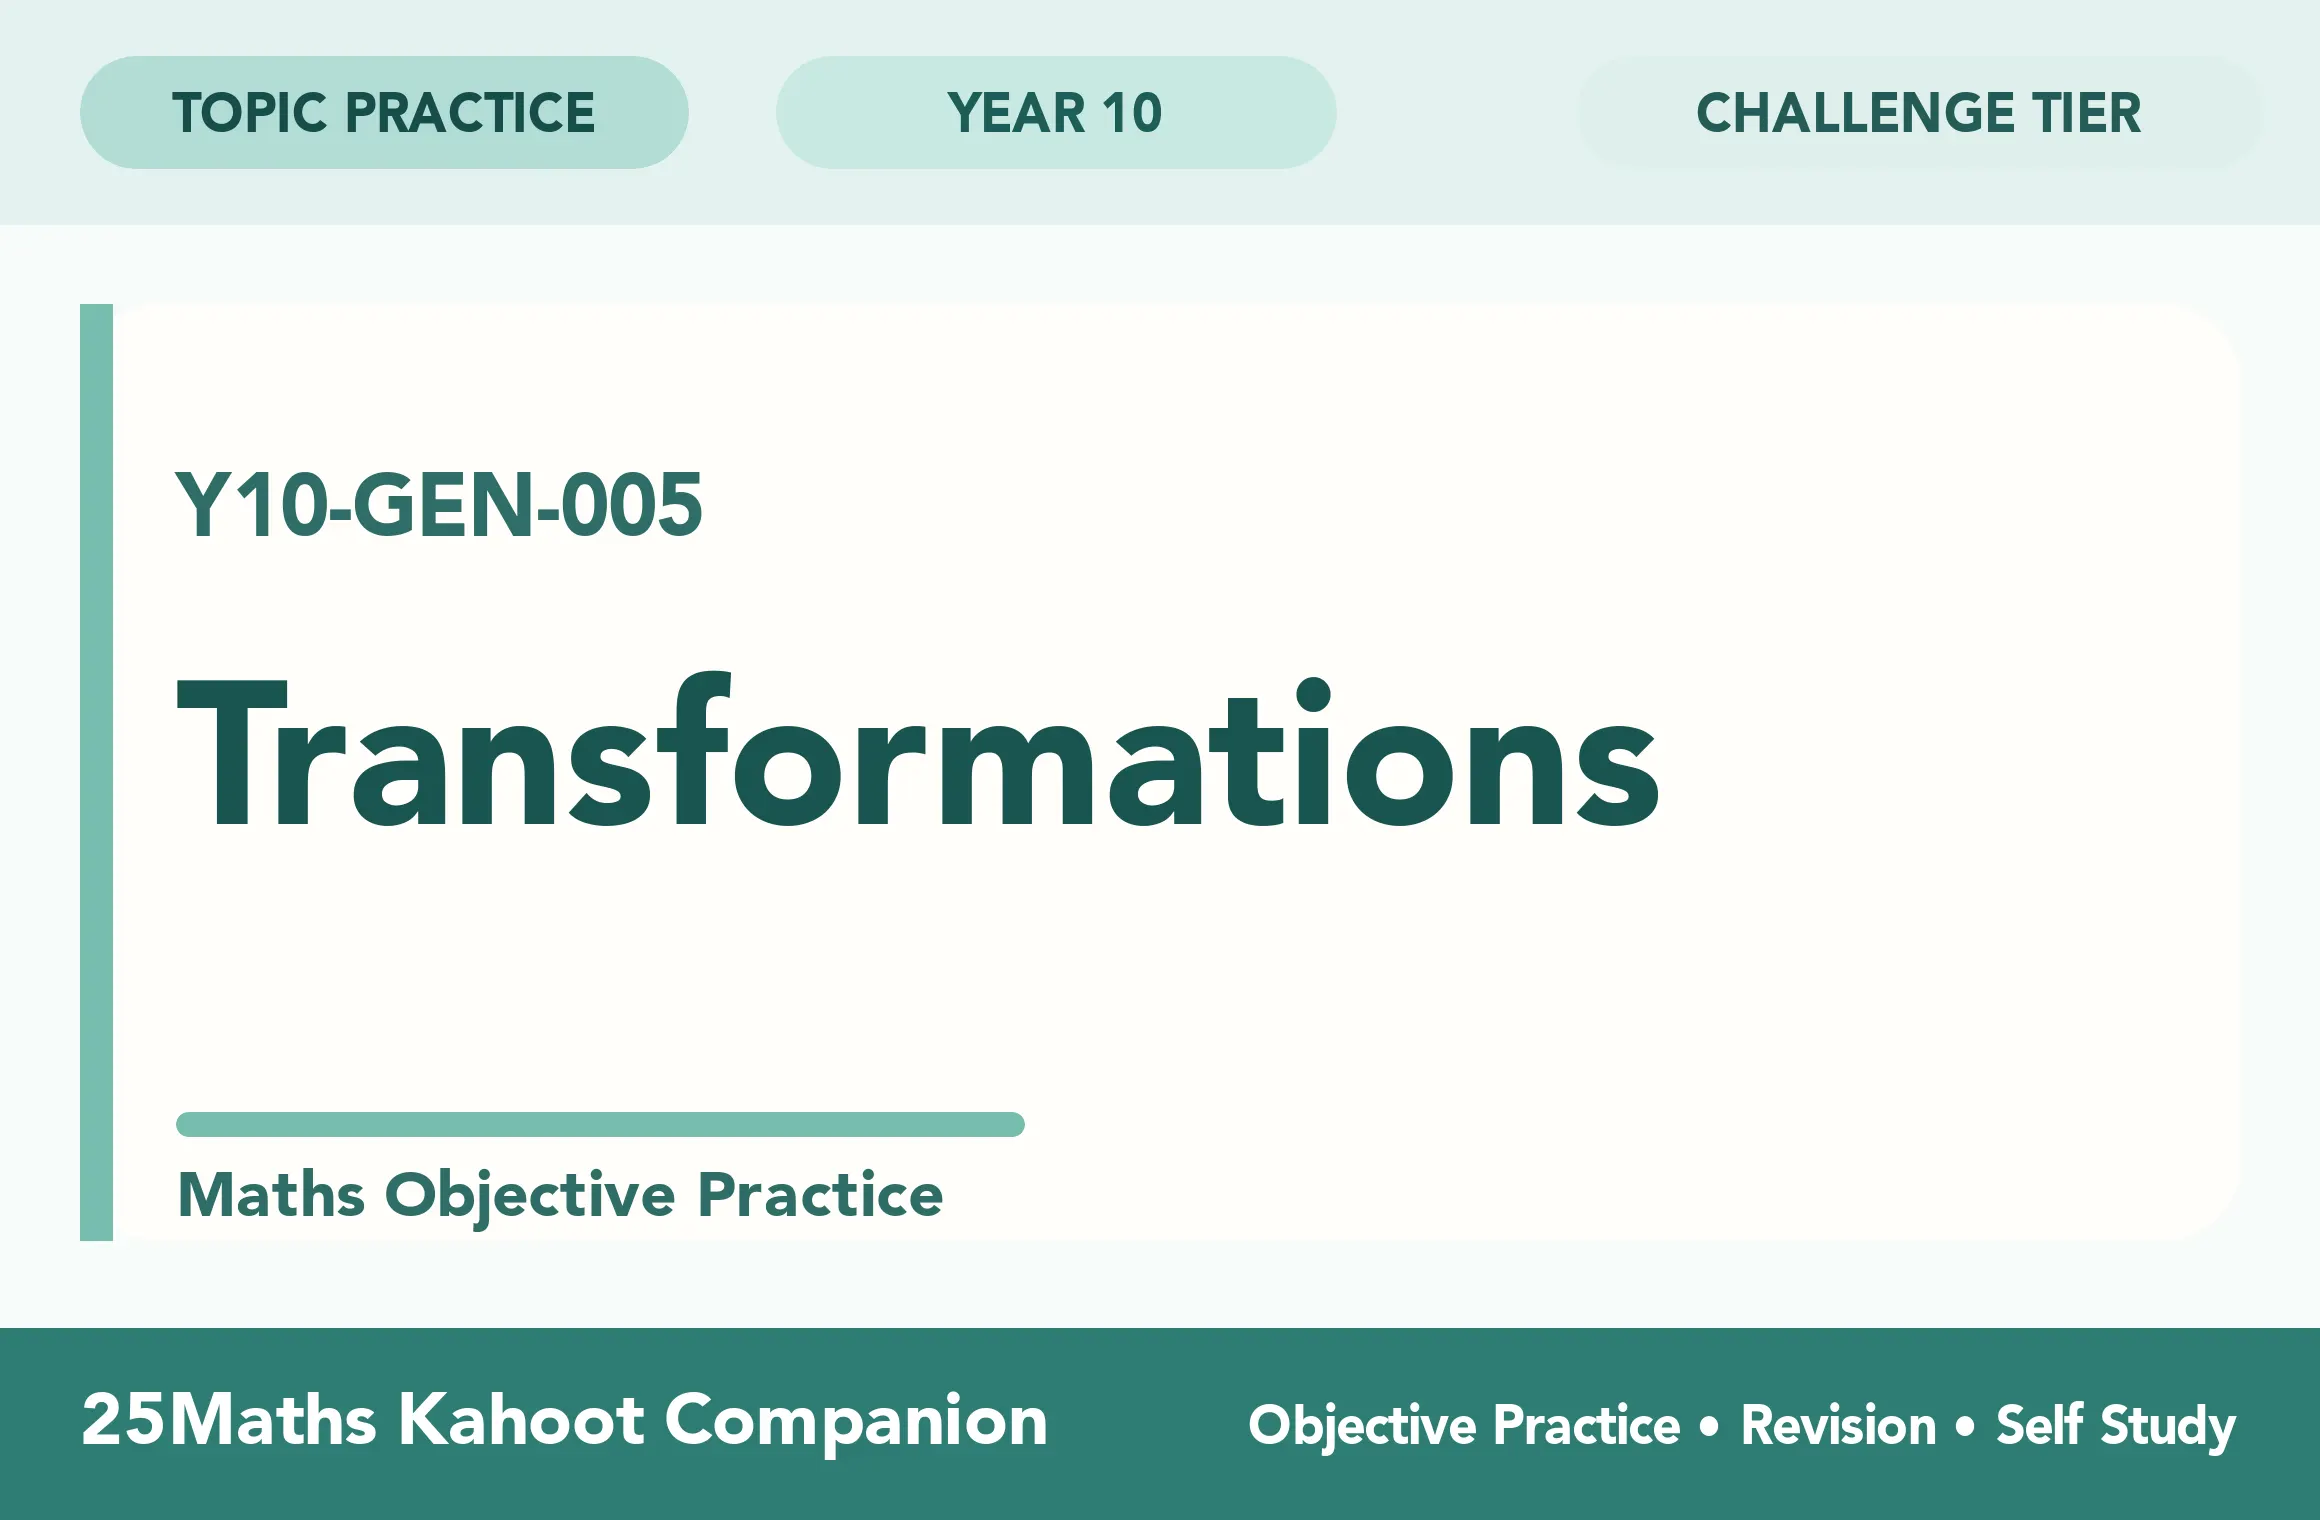 TOPIC PRACTICE
YEAR 10
CHALLENGE TIER
Y10-GEN-005
Transformations
Maths Objective Practice
25Maths Kahoot Companion
Objective Practice • Revision • Self Study